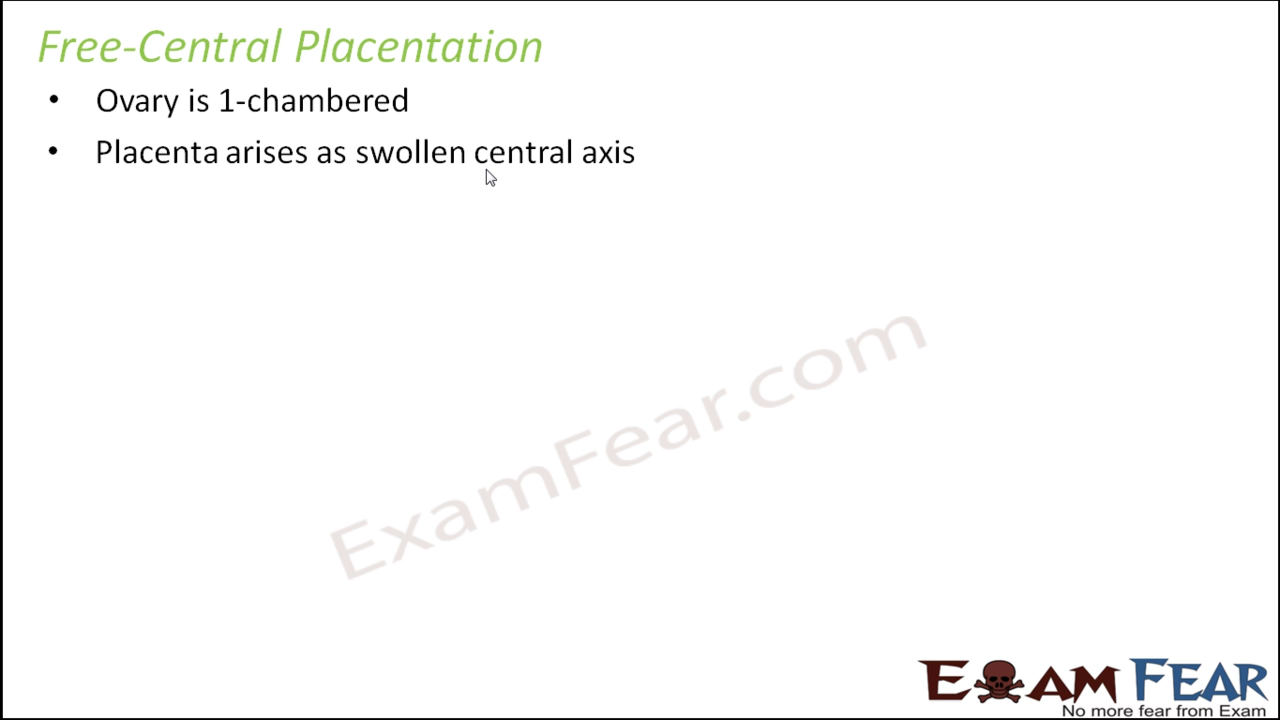 Free-Central Placentation
• Ovary is 1-chambered
• Placenta arises as swollen central axis
ExamFear.com
EXAM FEAR
No more fear from Exam